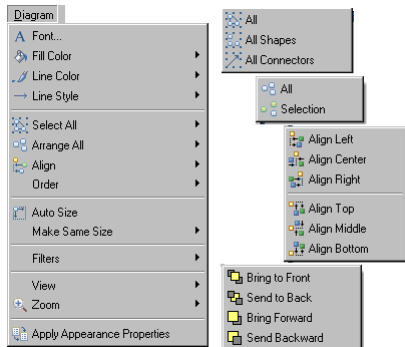 Diagram
Font...
Fill Color
Line Color
Line Style
Select All
Arrange All
Align
Order
Auto Size
Make Same Size
Filters
View
Zoom
Apply Appearance Properties
All
All Shapes
All Connectors
All
Selection
Align Left
Align Center
Align Right
Align Top
Align Middle
Align Bottom
Bring to Front
Send to Back
Bring Forward
Send Backward